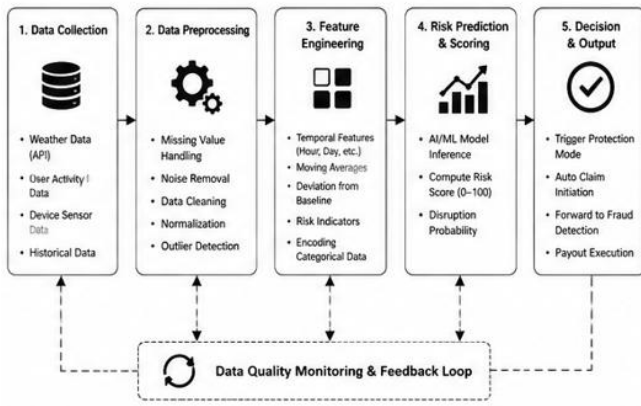 1. Data Collection
• Weather Data
(API)
• User Activity
Data
• Device Sensor
Data
• Historical Data
2. Data Preprocessing
• Missing Value
Handling
• Noise Removal
• Data Cleaning
• Normalization
• Outlier Detection
3. Feature
Engineering
• Temporal Features
(Hour, Day, etc.)
• Moving Averages
• Deviation from
Baseline
• Risk Indicators
• Encoding
Categorical Data
4. Risk Prediction
& Scoring
• AI/ML Model
Inference
• Compute Risk
Score (0–100)
• Disruption
Probability
5. Decision
& Output
• Trigger Protection
Mode
• Auto Claim
Initiation
• Forward to Fraud
Detection
• Payout Execution
Data Quality Monitoring & Feedback Loop